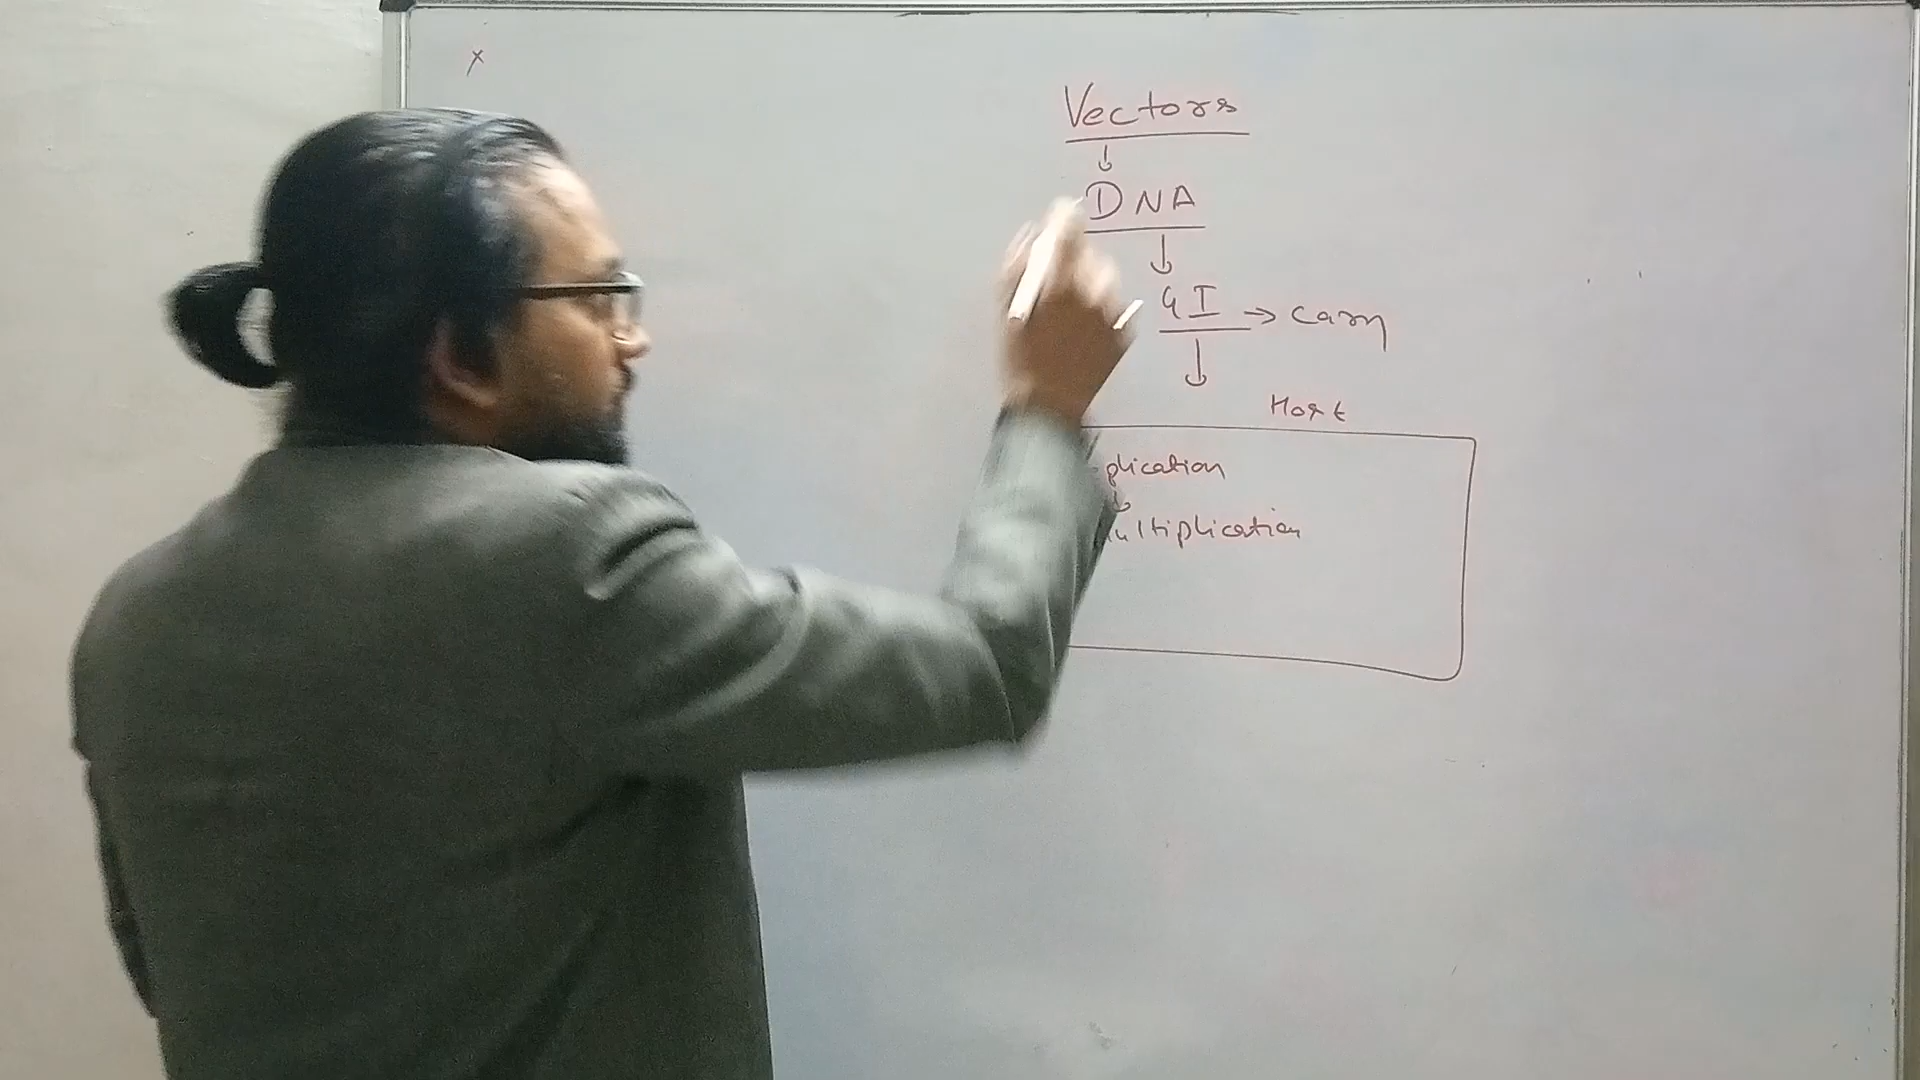 x
Vectors
↓
DNA
↓
GI → carry
↓
Host
plication
↓
ultiplication